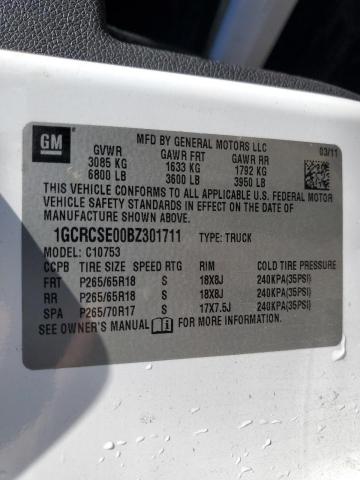 GM
MFD BY GENERAL MOTORS LLC
03/11
GVWR GAWR FRT GAWR RR
3085 KG 1633 KG 1792 KG
6800 LB 3600 LB 3950 LB
THIS VEHICLE CONFORMS TO ALL APPLICABLE U.S. FEDERAL MOTOR
VEHICLE SAFETY AND THEFT PREVENTION STANDARDS IN EFFECT
ON THE DATE OF MANUFACTURE SHOWN ABOVE.
1GCRCSE00BZ301711 TYPE: TRUCK
MODEL: C10753
CCPB TIRE SIZE SPEED RTG RIM COLD TIRE PRESSURE
FRT P265/65R18 S 18X8J 240KPA(35PSI)
RR P265/65R18 S 18X8J 240KPA(35PSI)
SPA P265/70R17 S 17X7.5J 240KPA(35PSI)
SEE OWNER'S MANUAL FOR MORE INFORMATION.